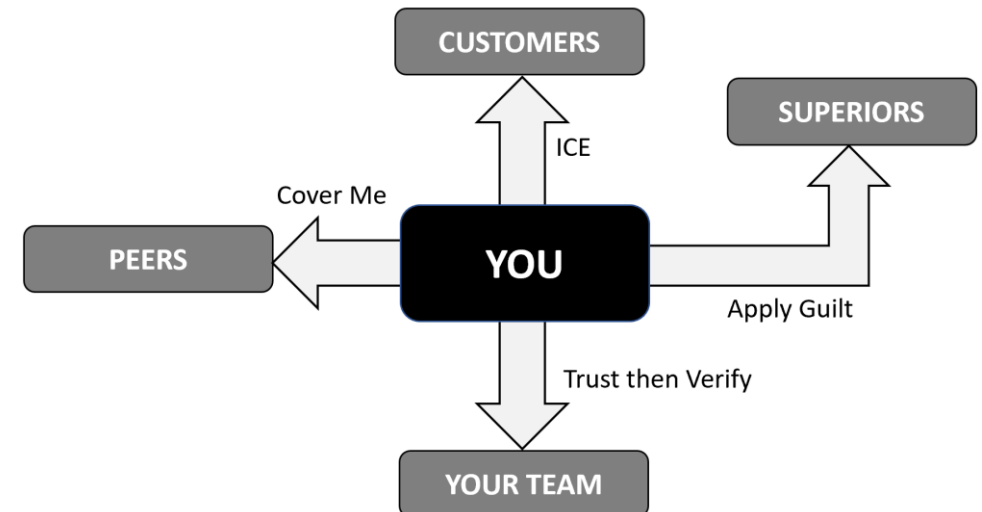 CUSTOMERS
SUPERIORS
ICE
Cover Me
PEERS
YOU
Apply Guilt
Trust then Verify
YOUR TEAM